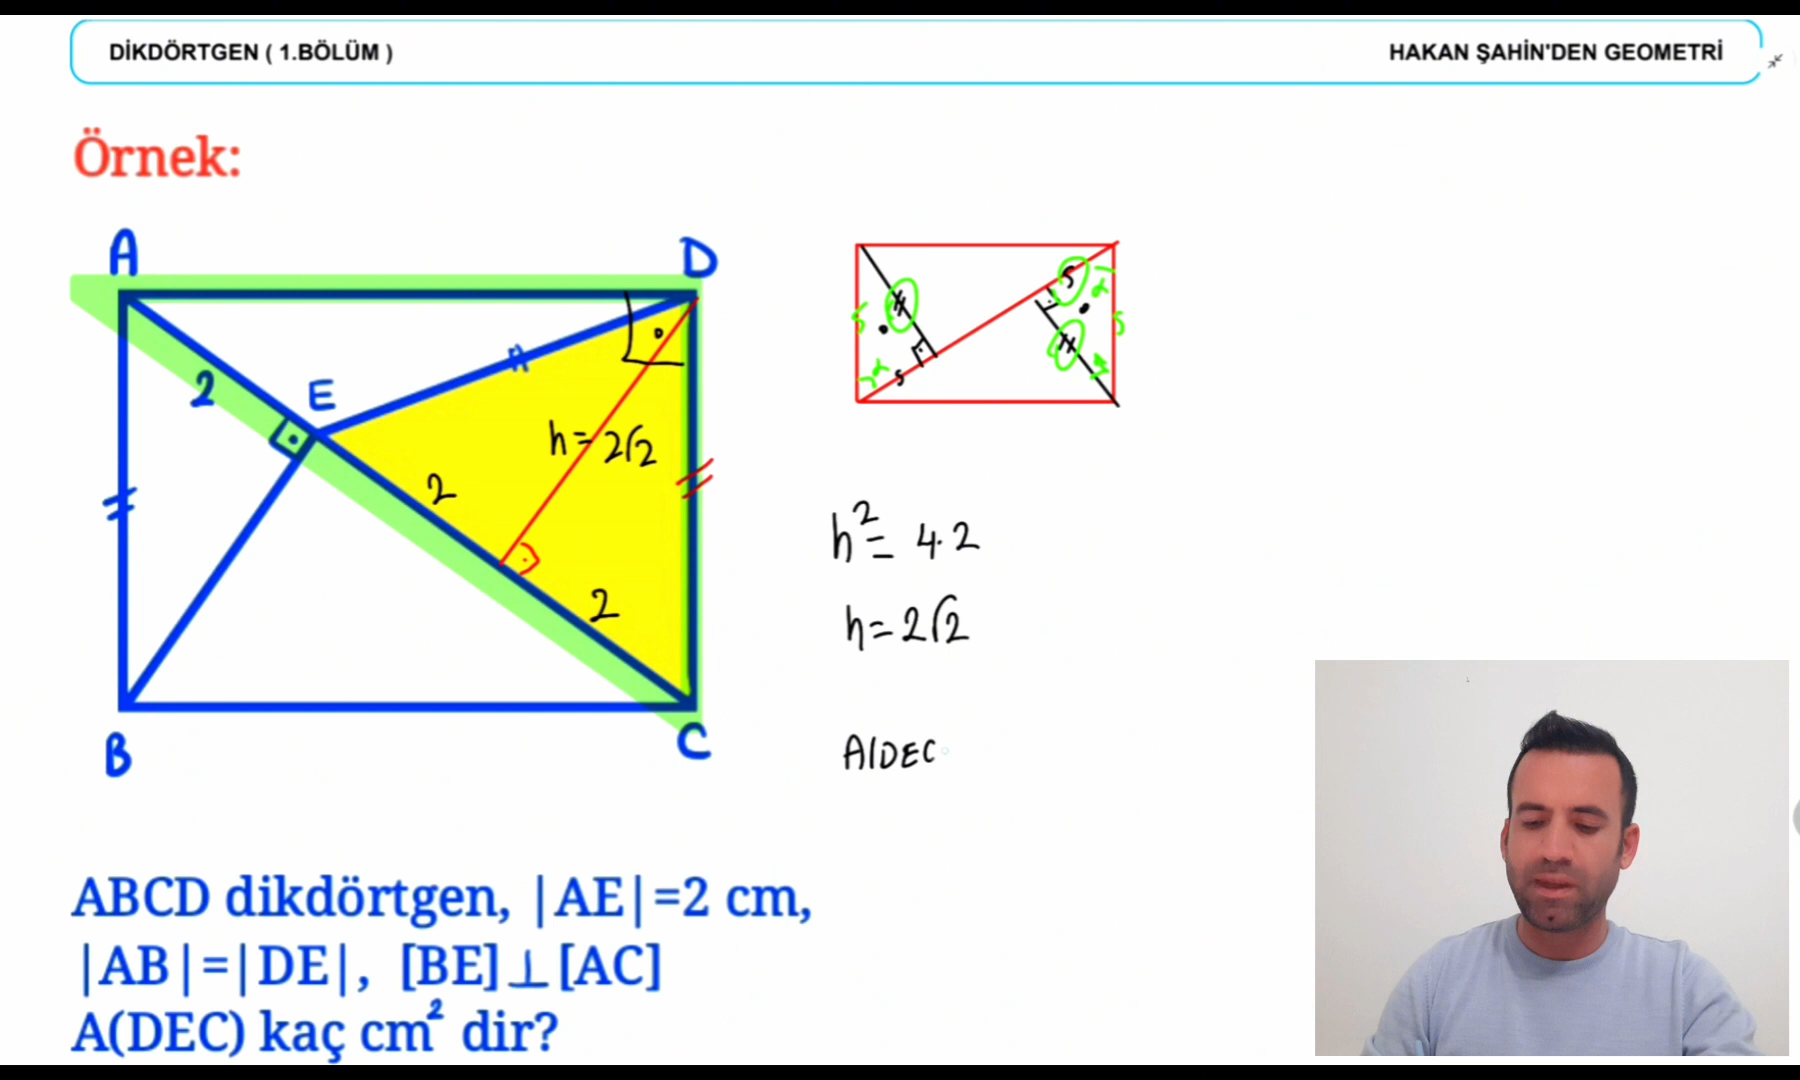 DİKDÖRTGEN ( 1.BÖLÜM )
HAKAN ŞAHİN'DEN GEOMETRİ
Örnek:
A
D
2
E
h = 2√2
2
2
B
C
h² = 4.2
h = 2√2
A(DEC
ABCD dikdörtgen, |AE|=2 cm,
|AB|=|DE|, [BE]⊥[AC]
A(DEC) kaç cm² dir?